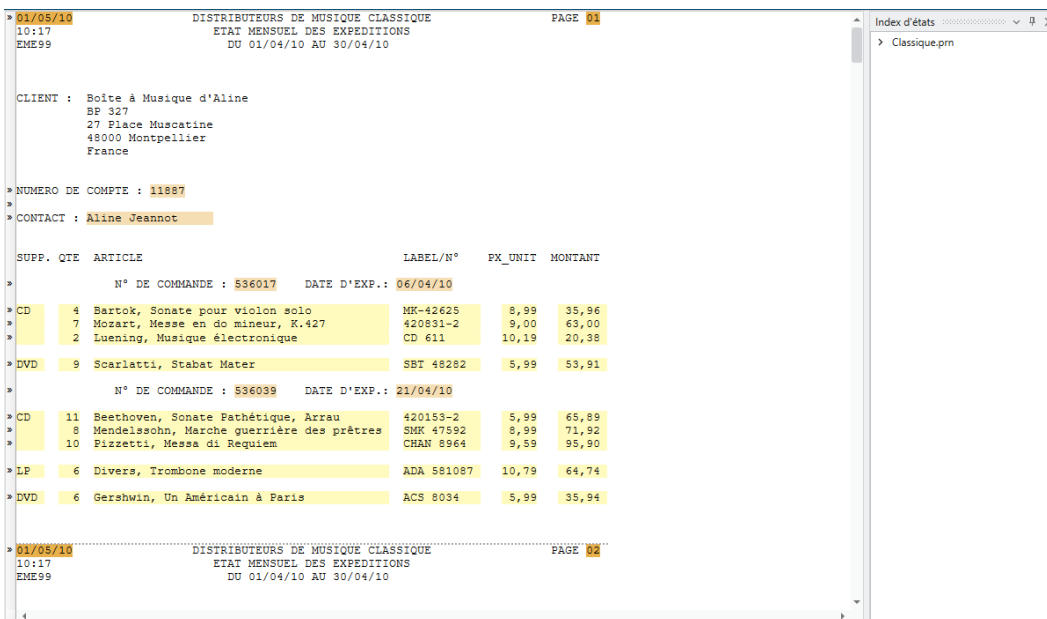 » 01/05/10 DISTRIBUTEURS DE MUSIQUE CLASSIQUE PAGE 01
10:17 ETAT MENSUEL DES EXPEDITIONS
EME99 DU 01/04/10 AU 30/04/10
Index d'états
> Classique.prn
CLIENT : Boîte à Musique d'Aline
BP 327
27 Place Muscatine
48000 Montpellier
France
» NUMERO DE COMPTE : 11887
»
» CONTACT : Aline Jeannot
SUPP. QTE ARTICLE LABEL/N° PX_UNIT MONTANT
» N° DE COMMANDE : 536017 DATE D'EXP.: 06/04/10
» CD 4 Bartok, Sonate pour violon solo MK-42625 8,99 35,96
» 7 Mozart, Messe en do mineur, K.427 420831-2 9,00 63,00
» 2 Luening, Musique électronique CD 611 10,19 20,38
» DVD 9 Scarlatti, Stabat Mater SBT 48282 5,99 53,91
» N° DE COMMANDE : 536039 DATE D'EXP.: 21/04/10
» CD 11 Beethoven, Sonate Pathétique, Arrau 420153-2 5,99 65,89
» 8 Mendelssohn, Marche guerrière des prêtres SMK 47592 8,99 71,92
» 10 Pizzetti, Messa di Requiem CHAN 8964 9,59 95,90
» LP 6 Divers, Trombone moderne ADA 581087 10,79 64,74
» DVD 6 Gershwin, Un Américain à Paris ACS 8034 5,99 35,94
» 01/05/10 DISTRIBUTEURS DE MUSIQUE CLASSIQUE PAGE 02
10:17 ETAT MENSUEL DES EXPEDITIONS
EME99 DU 01/04/10 AU 30/04/10